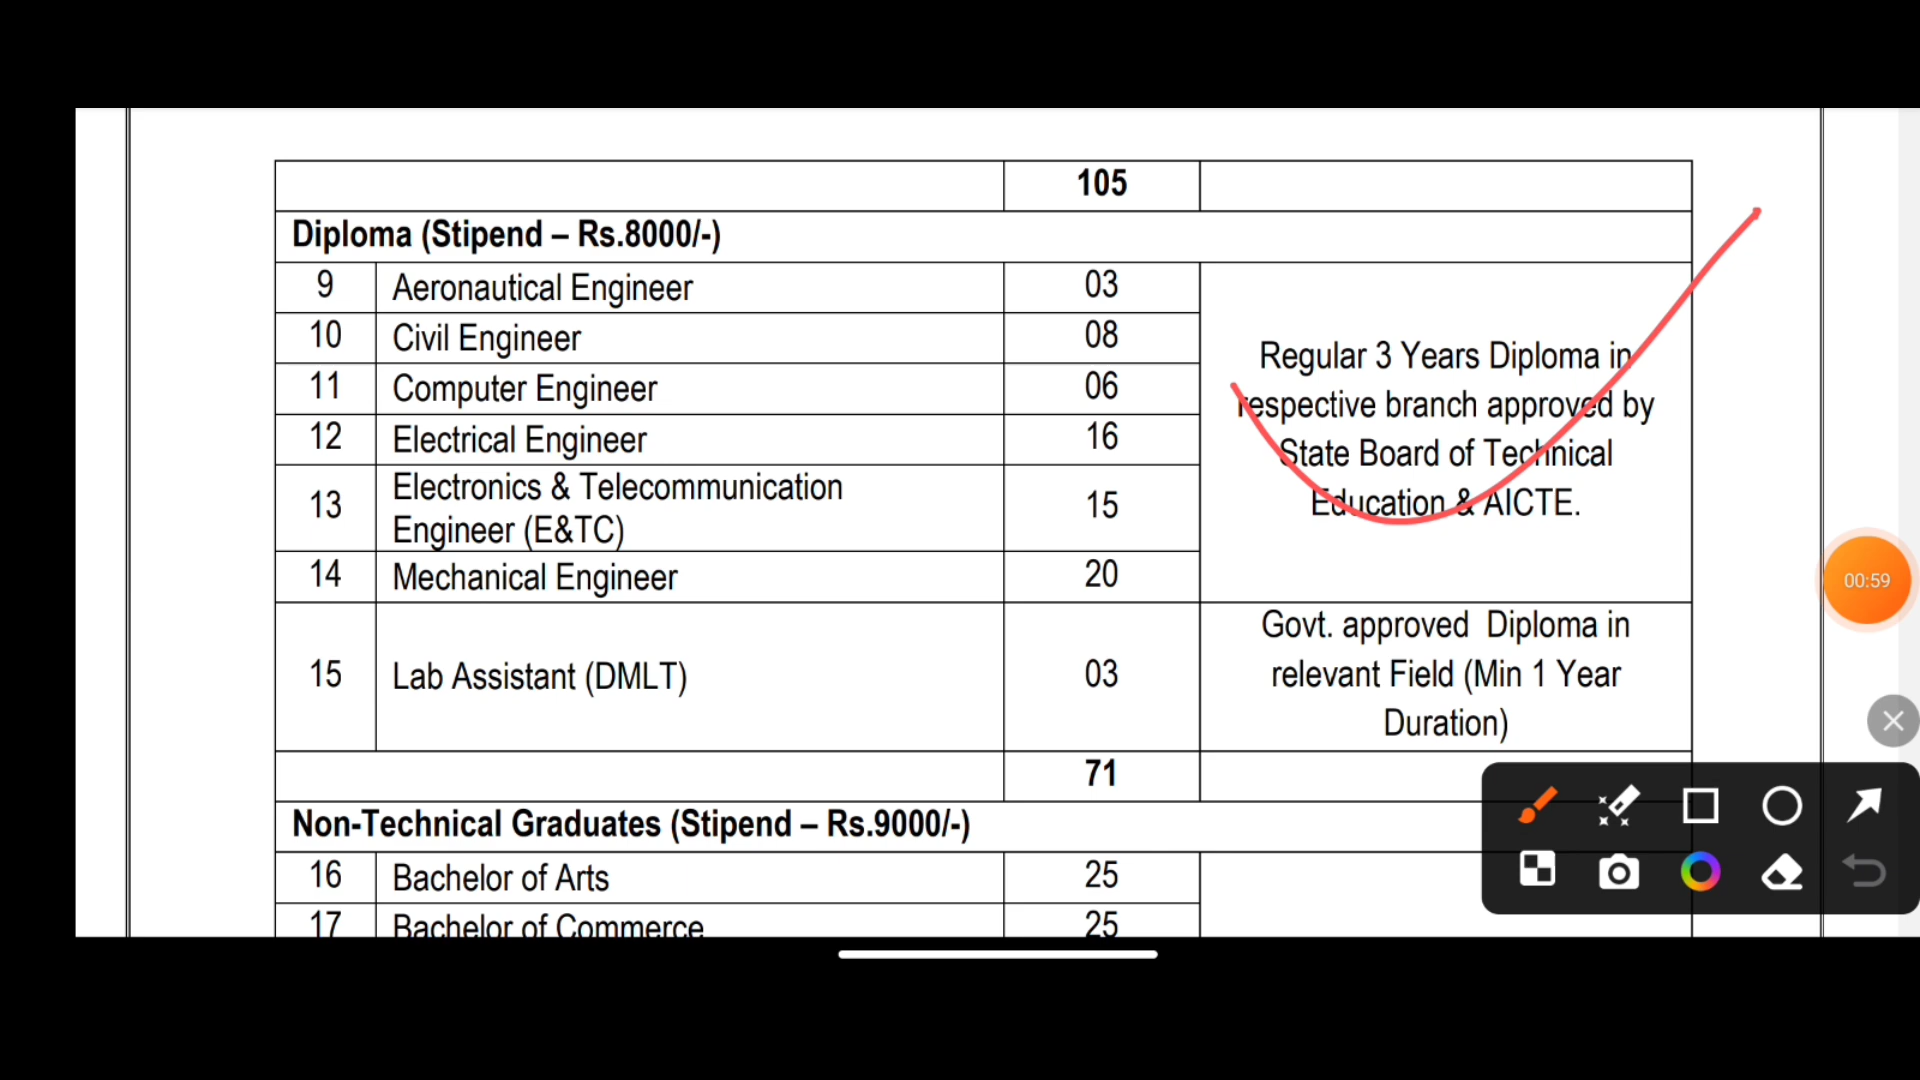 105
Diploma (Stipend – Rs.8000/-)
9 Aeronautical Engineer 03
10 Civil Engineer 08
11 Computer Engineer 06
12 Electrical Engineer 16
13 Electronics & Telecommunication
Engineer (E&TC) 15
14 Mechanical Engineer 20
Regular 3 Years Diploma in
respective branch approved by
State Board of Technical
Education & AICTE.
15 Lab Assistant (DMLT) 03
Govt. approved Diploma in
relevant Field (Min 1 Year
Duration)
71
Non-Technical Graduates (Stipend – Rs.9000/-)
16 Bachelor of Arts 25
17 Bachelor of Commerce 25
00:59